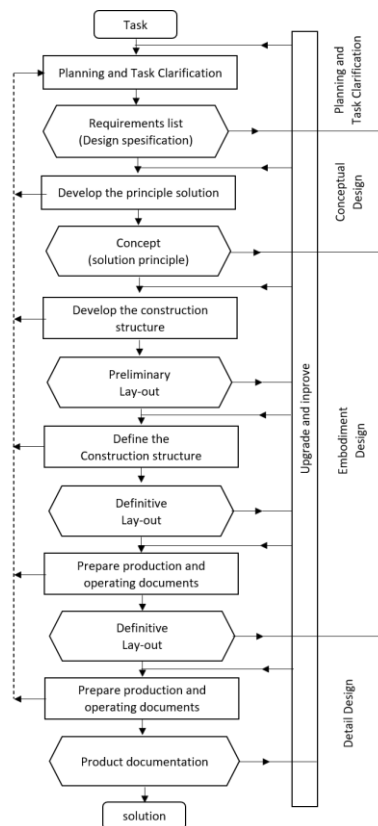 Task
Planning and Task Clarification
Requirements list
(Design spesification)
Develop the principle solution
Concept
(solution principle)
Develop the construction
structure
Preliminary
Lay-out
Define the
Construction structure
Definitive
Lay-out
Prepare production and
operating documents
Definitive
Lay-out
Prepare production and
operating documents
Product documentation
solution
Upgrade and inprove
Planning and
Task Clarification
Conceptual
Design
Embodiment
Design
Detail Design